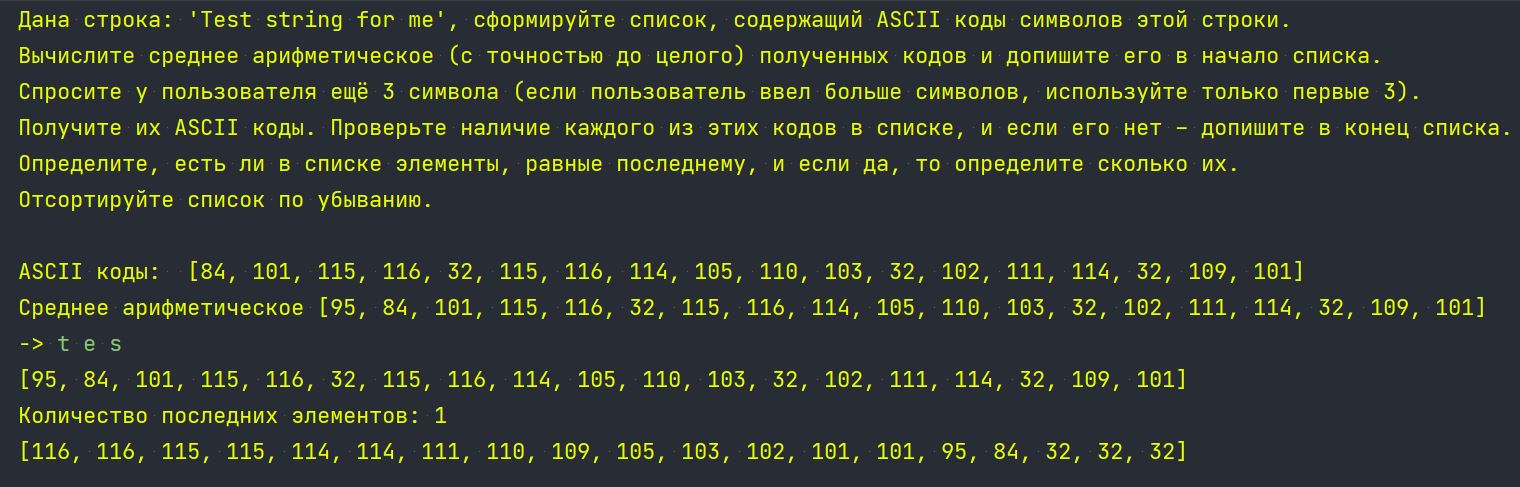 Дана строка: 'Test string for me', сформируйте список, содержащий ASCII коды символов этой строки.
Вычислите среднее арифметическое (с точностью до целого) полученных кодов и допишите его в начало списка.
Спросите у пользователя ещё 3 символа (если пользователь ввел больше символов, используйте только первые 3).
Получите их ASCII коды. Проверьте наличие каждого из этих кодов в списке, и если его нет – допишите в конец списка.
Определите, есть ли в списке элементы, равные последнему, и если да, то определите сколько их.
Отсортируйте список по убыванию.
ASCII коды:  [84, 101, 115, 116, 32, 115, 116, 114, 105, 110, 103, 32, 102, 111, 114, 32, 109, 101]
Среднее арифметическое [95, 84, 101, 115, 116, 32, 115, 116, 114, 105, 110, 103, 32, 102, 111, 114, 32, 109, 101]
-> t e s
[95, 84, 101, 115, 116, 32, 115, 116, 114, 105, 110, 103, 32, 102, 111, 114, 32, 109, 101]
Количество последних элементов: 1
[116, 116, 115, 115, 114, 114, 111, 110, 109, 105, 103, 102, 101, 101, 95, 84, 32, 32, 32]